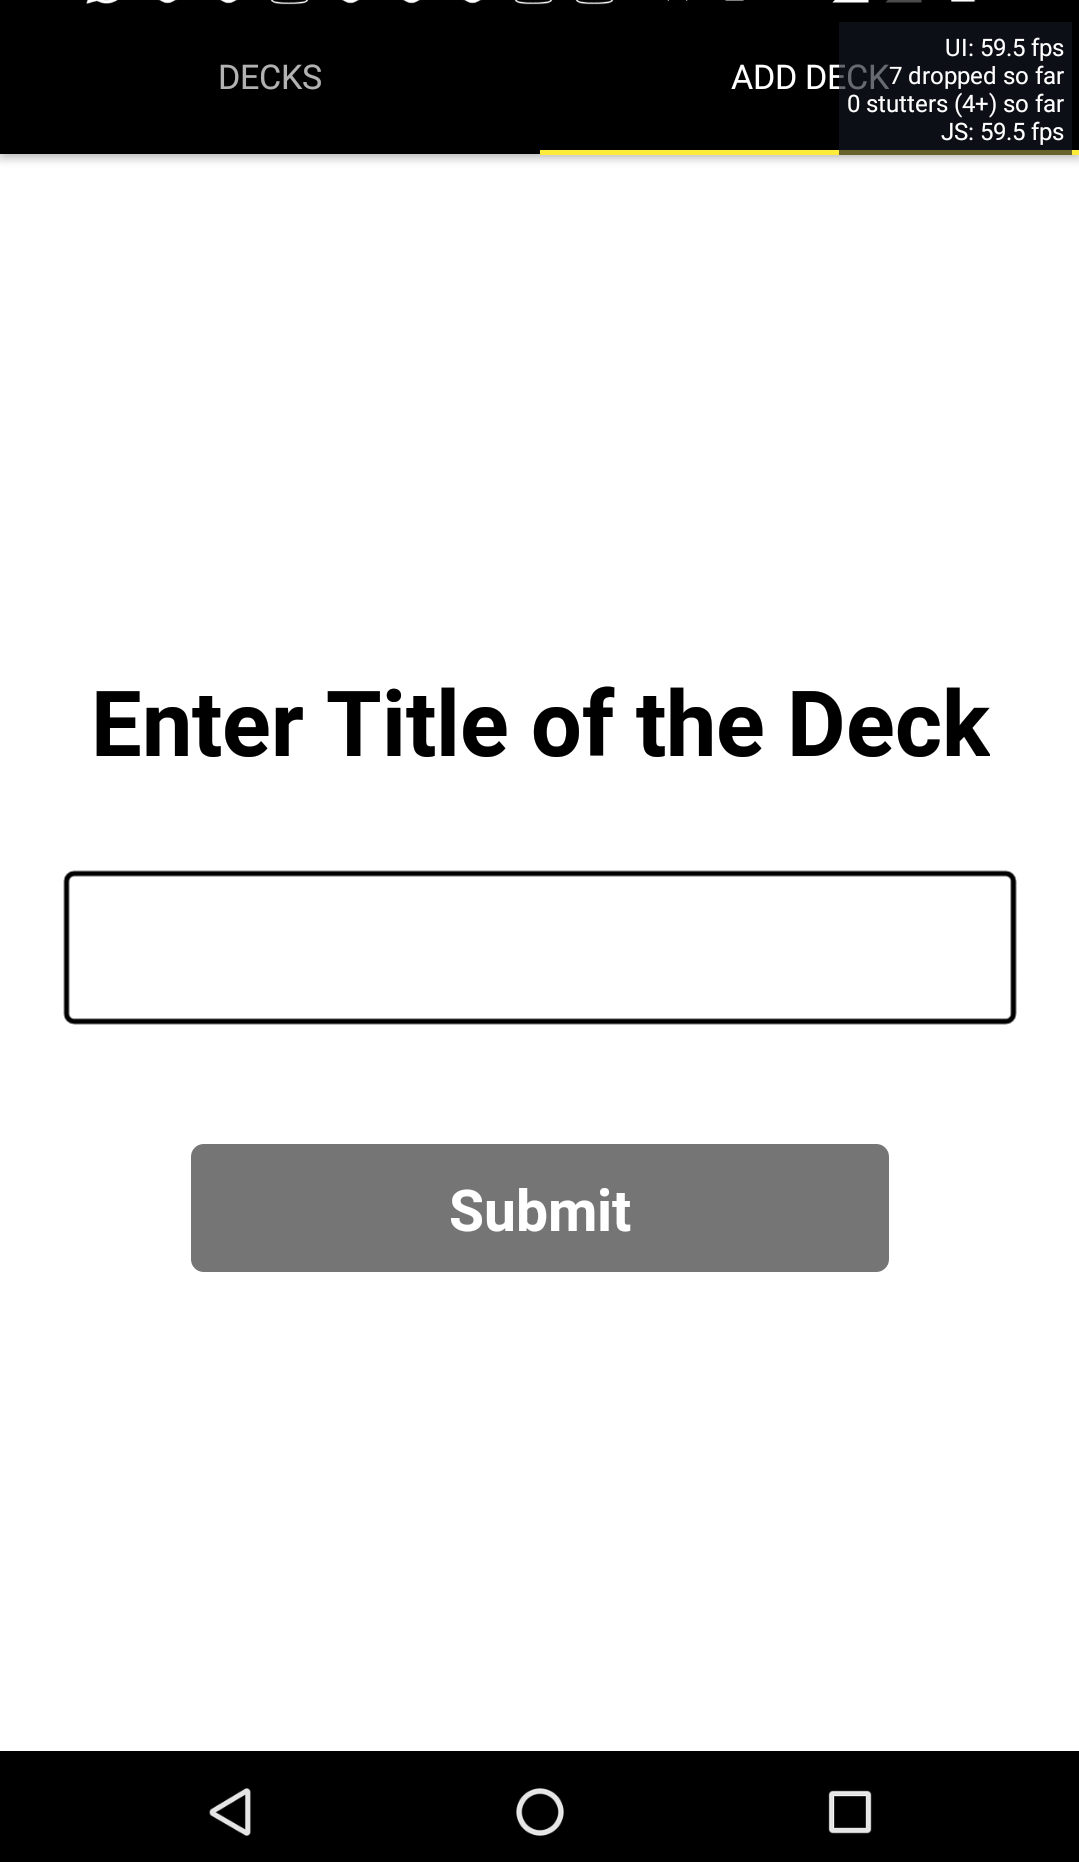 DECKS
ADD DECK
UI: 59.5 fps
7 dropped so far
0 stutters (4+) so far
JS: 59.5 fps
Enter Title of the Deck
Submit